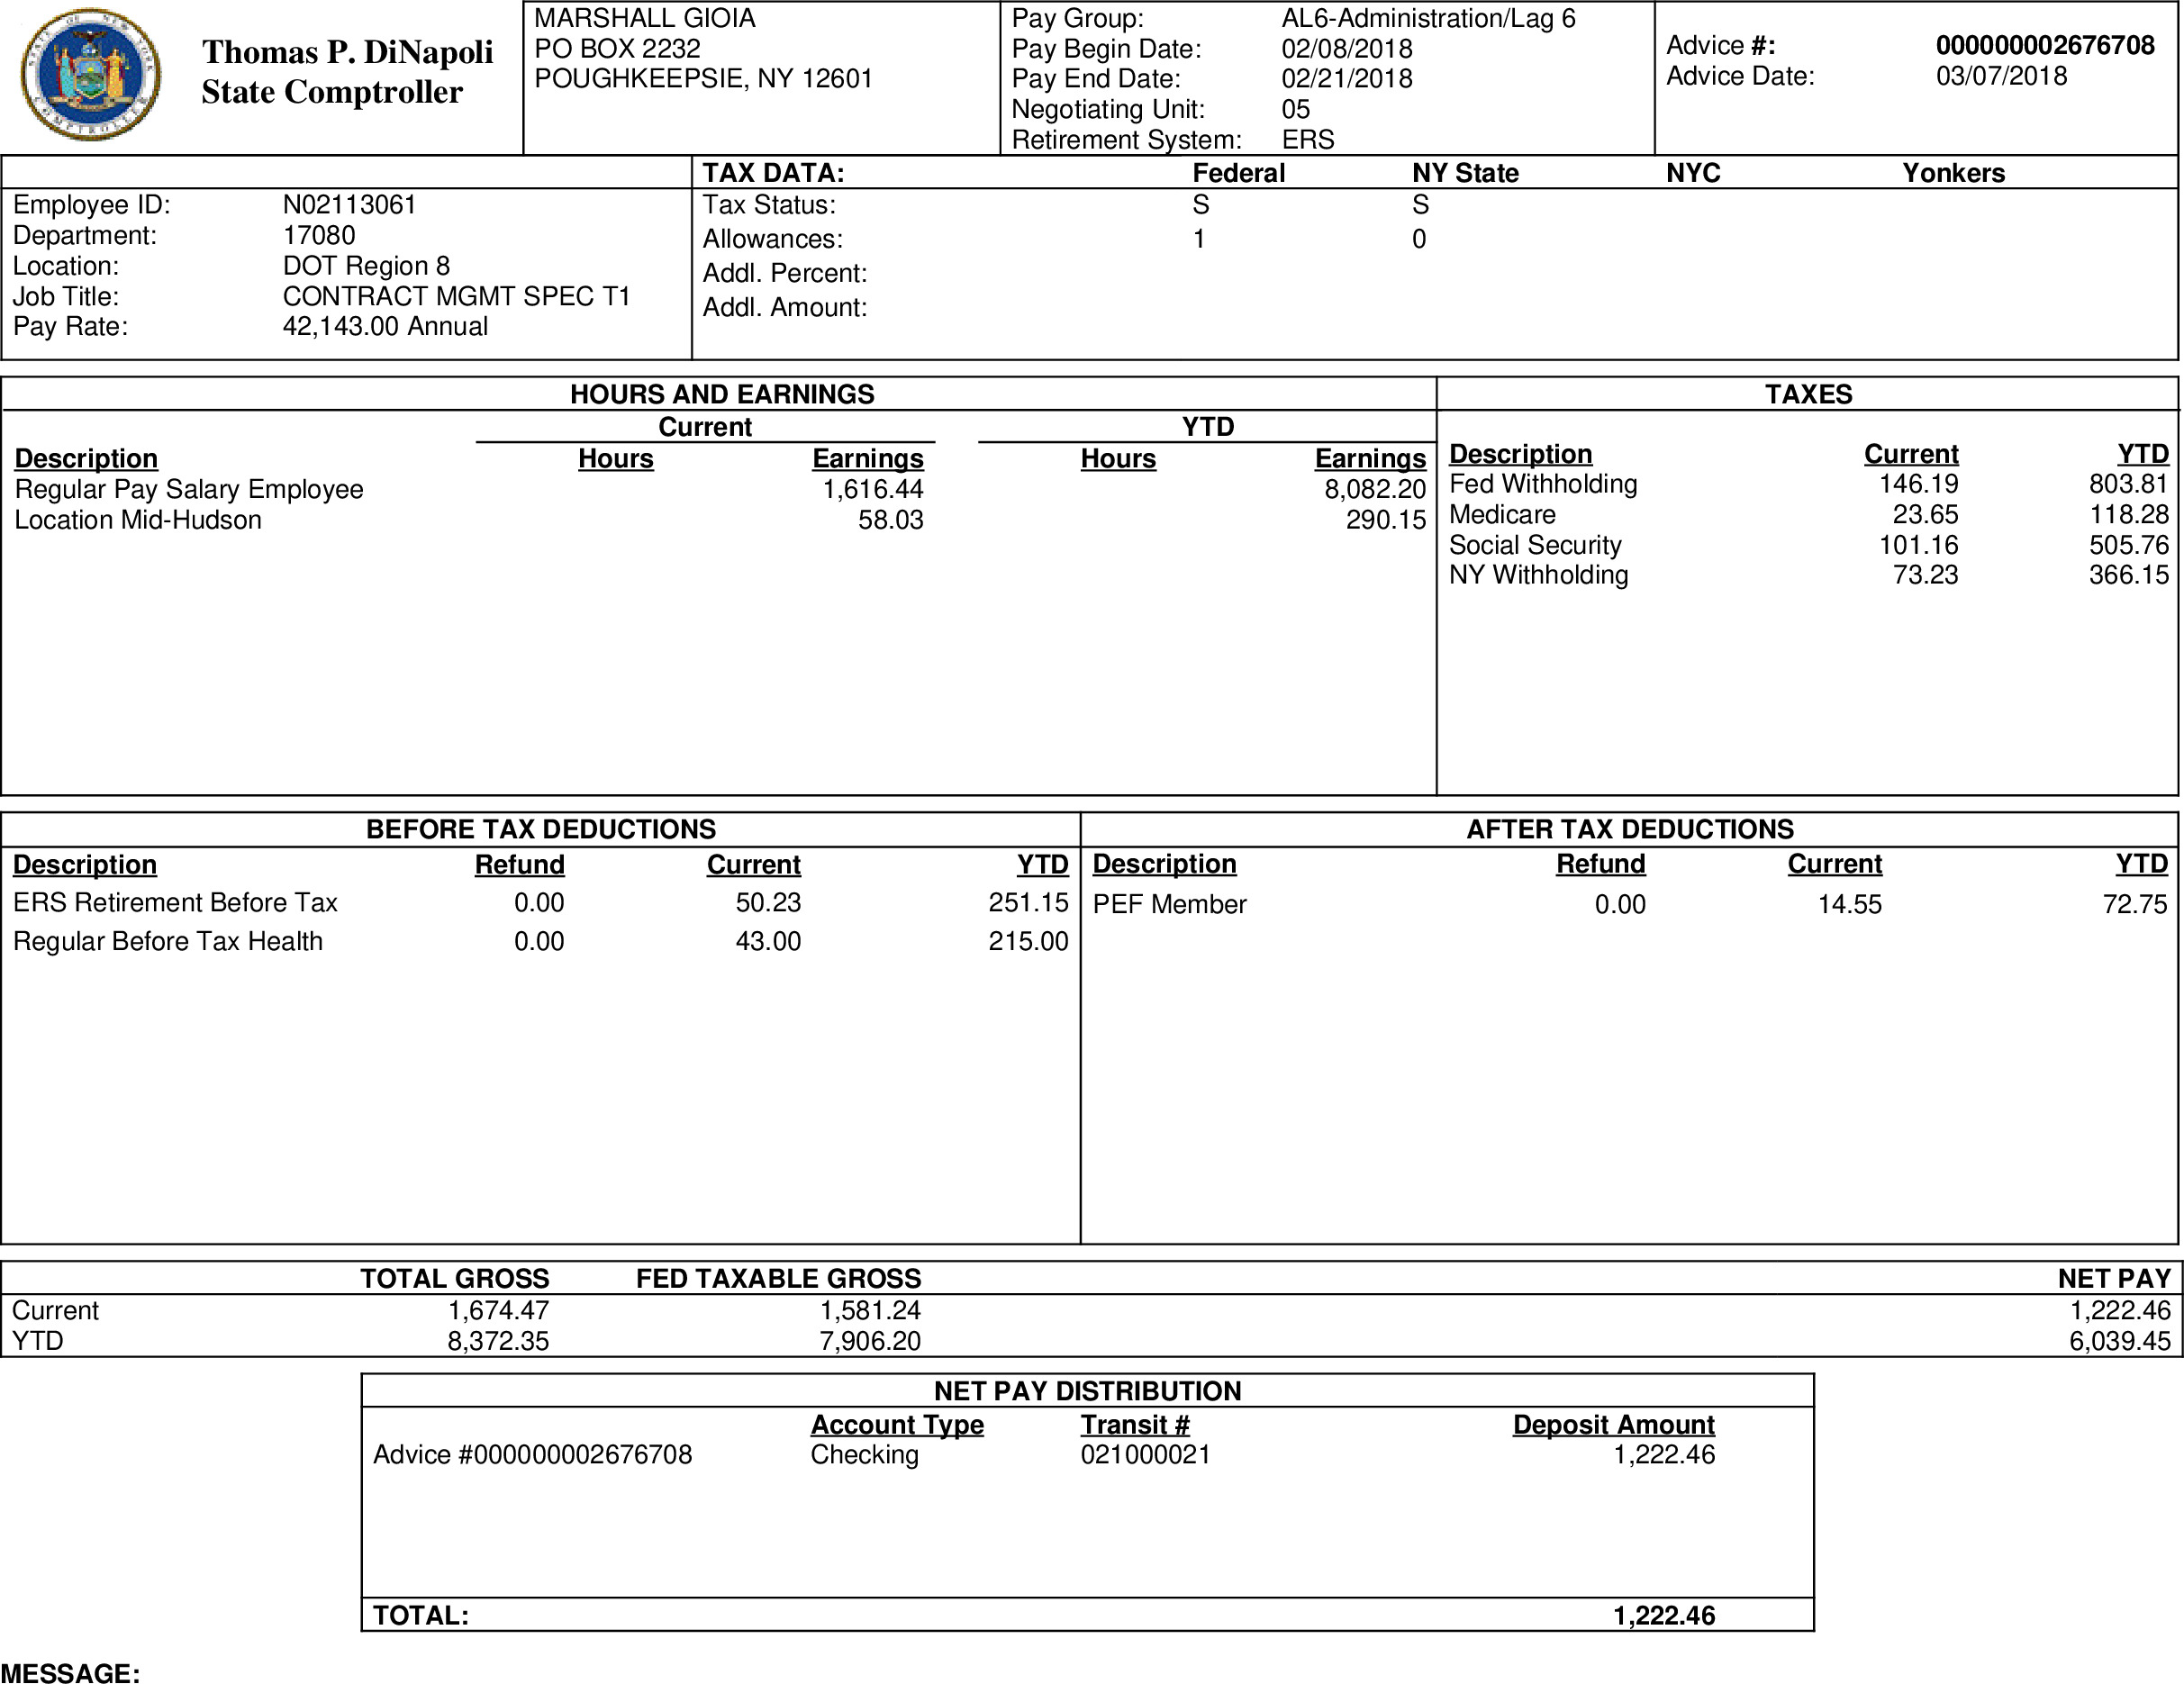 Thomas P. DiNapoli
State Comptroller
MARSHALL GIOIA
PO BOX 2232
POUGHKEEPSIE, NY 12601
Pay Group: AL6-Administration/Lag 6
Pay Begin Date: 02/08/2018
Pay End Date: 02/21/2018
Negotiating Unit: 05
Retirement System: ERS
Advice #: 000000002676708
Advice Date: 03/07/2018
Employee ID: N02113061
Department: 17080
Location: DOT Region 8
Job Title: CONTRACT MGMT SPEC T1
Pay Rate: 42,143.00 Annual
TAX DATA: Federal NY State NYC Yonkers
Tax Status: S S
Allowances: 1 0
Addl. Percent:
Addl. Amount:
HOURS AND EARNINGS
Current YTD
Description Hours Earnings Hours Earnings
Regular Pay Salary Employee 1,616.44 8,082.20
Location Mid-Hudson 58.03 290.15
TAXES
Description Current YTD
Fed Withholding 146.19 803.81
Medicare 23.65 118.28
Social Security 101.16 505.76
NY Withholding 73.23 366.15
BEFORE TAX DEDUCTIONS
Description Refund Current YTD
ERS Retirement Before Tax 0.00 50.23 251.15
Regular Before Tax Health 0.00 43.00 215.00
AFTER TAX DEDUCTIONS
Description Refund Current YTD
PEF Member 0.00 14.55 72.75
TOTAL GROSS FED TAXABLE GROSS NET PAY
Current 1,674.47 1,581.24 1,222.46
YTD 8,372.35 7,906.20 6,039.45
NET PAY DISTRIBUTION
Account Type Transit # Deposit Amount
Advice #000000002676708 Checking 021000021 1,222.46
TOTAL: 1,222.46
MESSAGE: